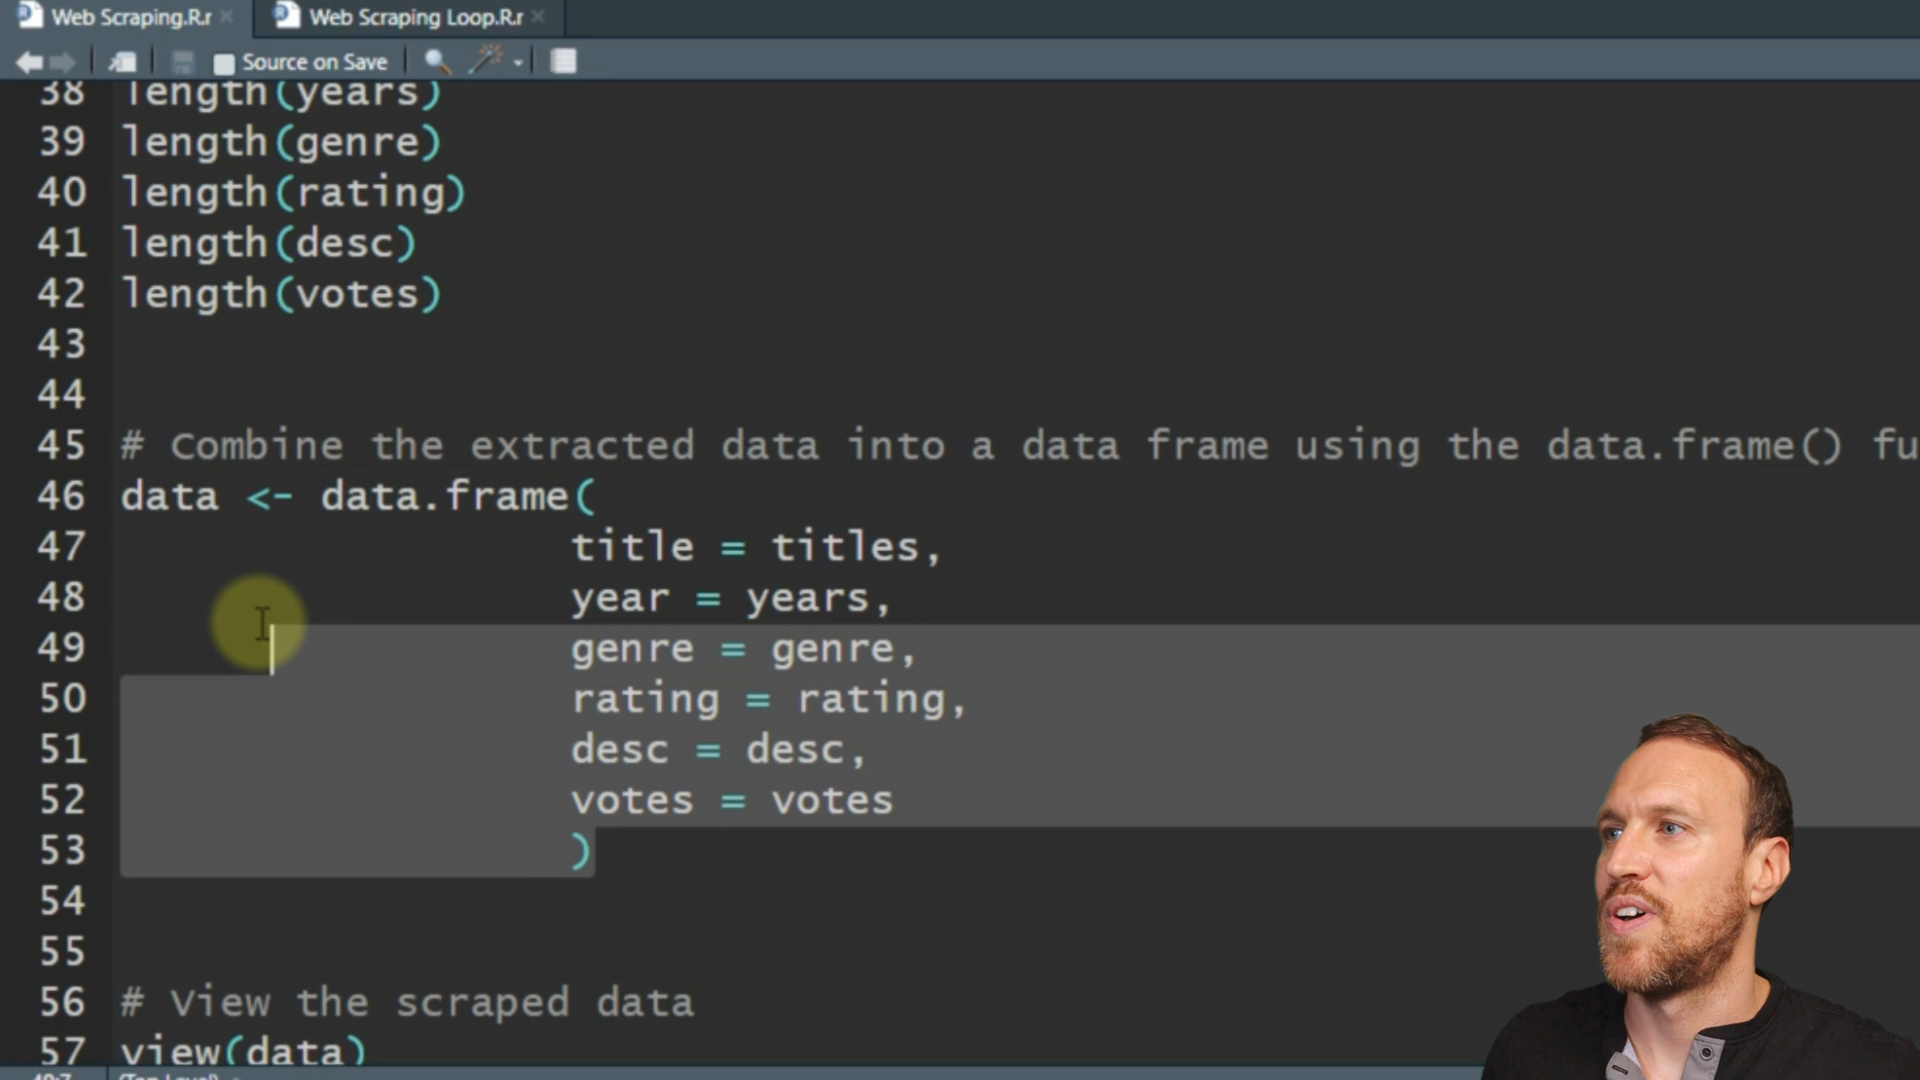 Web Scraping.R.r
Web Scraping Loop.R.r
Source on Save
38 length(years)
39 length(genre)
40 length(rating)
41 length(desc)
42 length(votes)
43
44
45 # Combine the extracted data into a data frame using the data.frame() fu
46 data <- data.frame(
47 title = titles,
48 year = years,
49 genre = genre,
50 rating = rating,
51 desc = desc,
52 votes = votes
53 )
54
55
56 # View the scraped data
57 view(data)